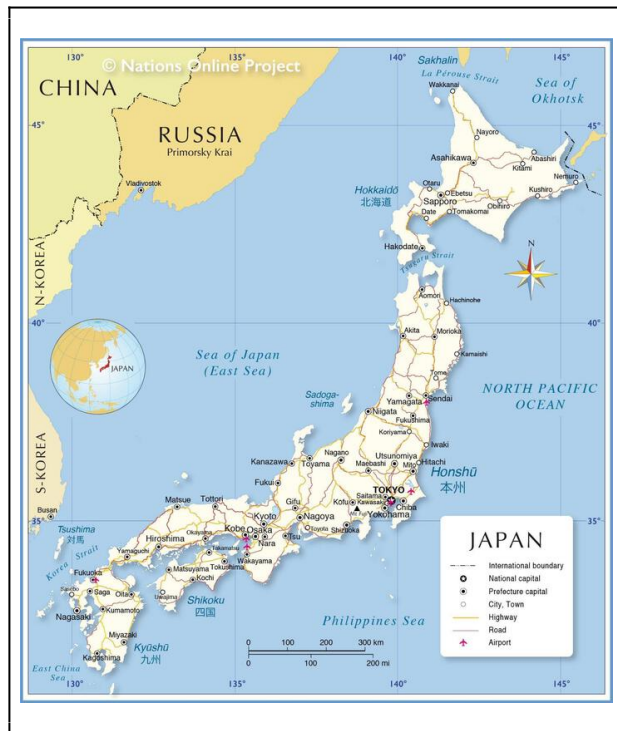 130°
135°
140°
145°
© Nations Online Project
Sakhalin
La Pérouse Strait
Wakkanai
Sea of
Okhotsk
CHINA
RUSSIA
Primorsky Krai
45°
45°
Nayoro
Asahikawa
Abashiri
Kitami
Nemuro
Vladivostok
Otaru
Ebetsu
Sapporo
Obihiro
Kushiro
Hokkaidō
北海道
Date
Tomakomai
Hakodate
Tsugaru Strait
N
N-KOREA
Aomori
Hachinohe
40°
40°
Akita
Morioka
Kamaishi
JAPAN
Sea of Japan
(East Sea)
Tome
NORTH PACIFIC
OCEAN
Sadoga-
shima
Yamagata
Sendai
Niigata
Fukushima
Koriyama
Iwaki
S-KOREA
Kanazawa
Toyama
Nagano
Utsunomiya
Maebashi
Mito
Hitachi
Honshū
本州
Fukui
TOKYO
Saitama
Kawasaki
Chiba
Yokohama
Kofu
Mt Fuji
Busan
Matsue
Tottori
Gifu
Kyoto
Nagoya
Toyota
Shizuoka
35°
35°
Tsushima
対馬
Kobe
Osaka
Nara
Tsu
Okayama
Hiroshima
Korea Strait
Yamaguchi
Takamatsu
Wakayama
Tokushima
Matsuyama
Kochi
Fukuoka
Saga
Oita
Sasebo
Uwajima
Shikoku
四国
Nagasaki
Kumamoto
Miyazaki
Kyūshū
九州
Kagoshima
East China
Sea
Philippines Sea
0 100 200 300 km
0 100 200 mi
JAPAN
International boundary
National capital
Prefecture capital
City, Town
Highway
Road
Airport
130°
135°
140°
145°